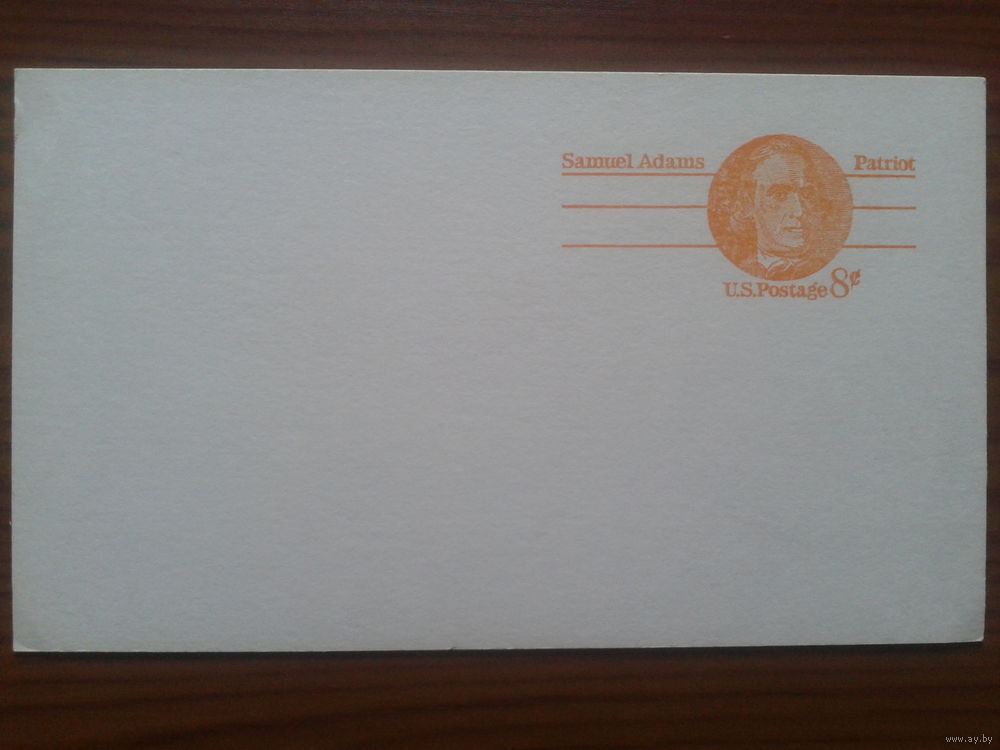 Samuel Adams Patriot
U.S.Postage 8¢
www.ay.by